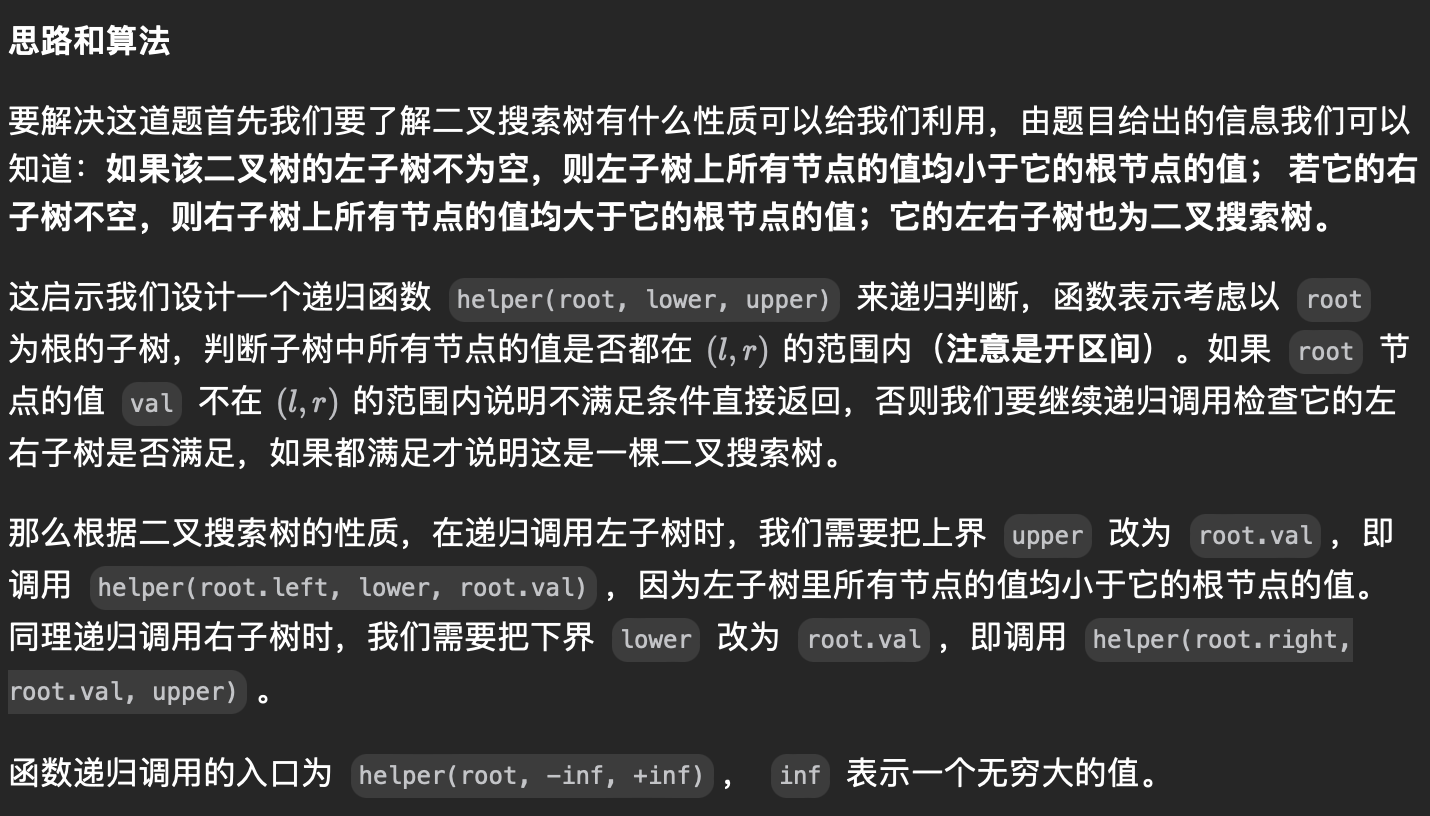 思路和算法
要解决这道题首先我们要了解二叉搜索树有什么性质可以给我们利用，由题目给出的信息我们可以
知道：如果该二叉树的左子树不为空，则左子树上所有节点的值均小于它的根节点的值； 若它的右
子树不空，则右子树上所有节点的值均大于它的根节点的值；它的左右子树也为二叉搜索树。
这启示我们设计一个递归函数 helper(root, lower, upper) 来递归判断，函数表示考虑以 root
为根的子树，判断子树中所有节点的值是否都在 (l,r) 的范围内（注意是开区间）。如果 root 节
点的值 val 不在 (l,r) 的范围内说明不满足条件直接返回，否则我们要继续递归调用检查它的左
右子树是否满足，如果都满足才说明这是一棵二叉搜索树。
那么根据二叉搜索树的性质，在递归调用左子树时，我们需要把上界 upper 改为 root.val，即
调用 helper(root.left, lower, root.val)，因为左子树里所有节点的值均小于它的根节点的值。
同理递归调用右子树时，我们需要把下界 lower 改为 root.val，即调用 helper(root.right,
root.val, upper)。
函数递归调用的入口为 helper(root, -inf, +inf)， inf 表示一个无穷大的值。